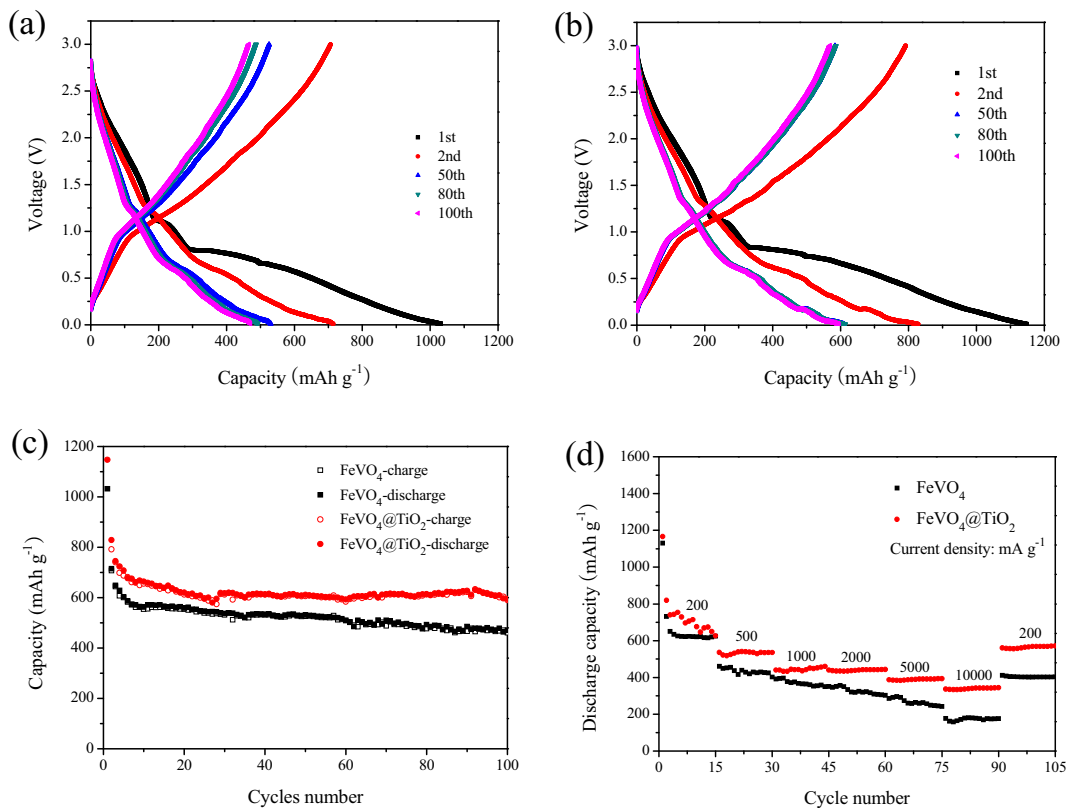 (a)
3.0
2.5
2.0
1.5
1.0
0.5
0.0
Voltage (V)
1st
2nd
50th
80th
100th
0 200 400 600 800 1000 1200
Capacity (mAh g⁻¹)
(b)
3.0
2.5
2.0
1.5
1.0
0.5
0.0
Voltage (V)
1st
2nd
50th
80th
100th
0 200 400 600 800 1000 1200
Capacity (mAh g⁻¹)
(c)
1200
1000
800
600
400
200
0
Capacity (mAh g⁻¹)
FeVO₄-charge
FeVO₄-discharge
FeVO₄@TiO₂-charge
FeVO₄@TiO₂-discharge
0 20 40 60 80 100
Cycles number
(d)
1600
1400
1200
1000
800
600
400
200
0
Discharge capacity (mAh g⁻¹)
FeVO₄
FeVO₄@TiO₂
Current density: mA g⁻¹
200
500
1000
2000
5000
10000
200
0 15 30 45 60 75 90 105
Cycle number